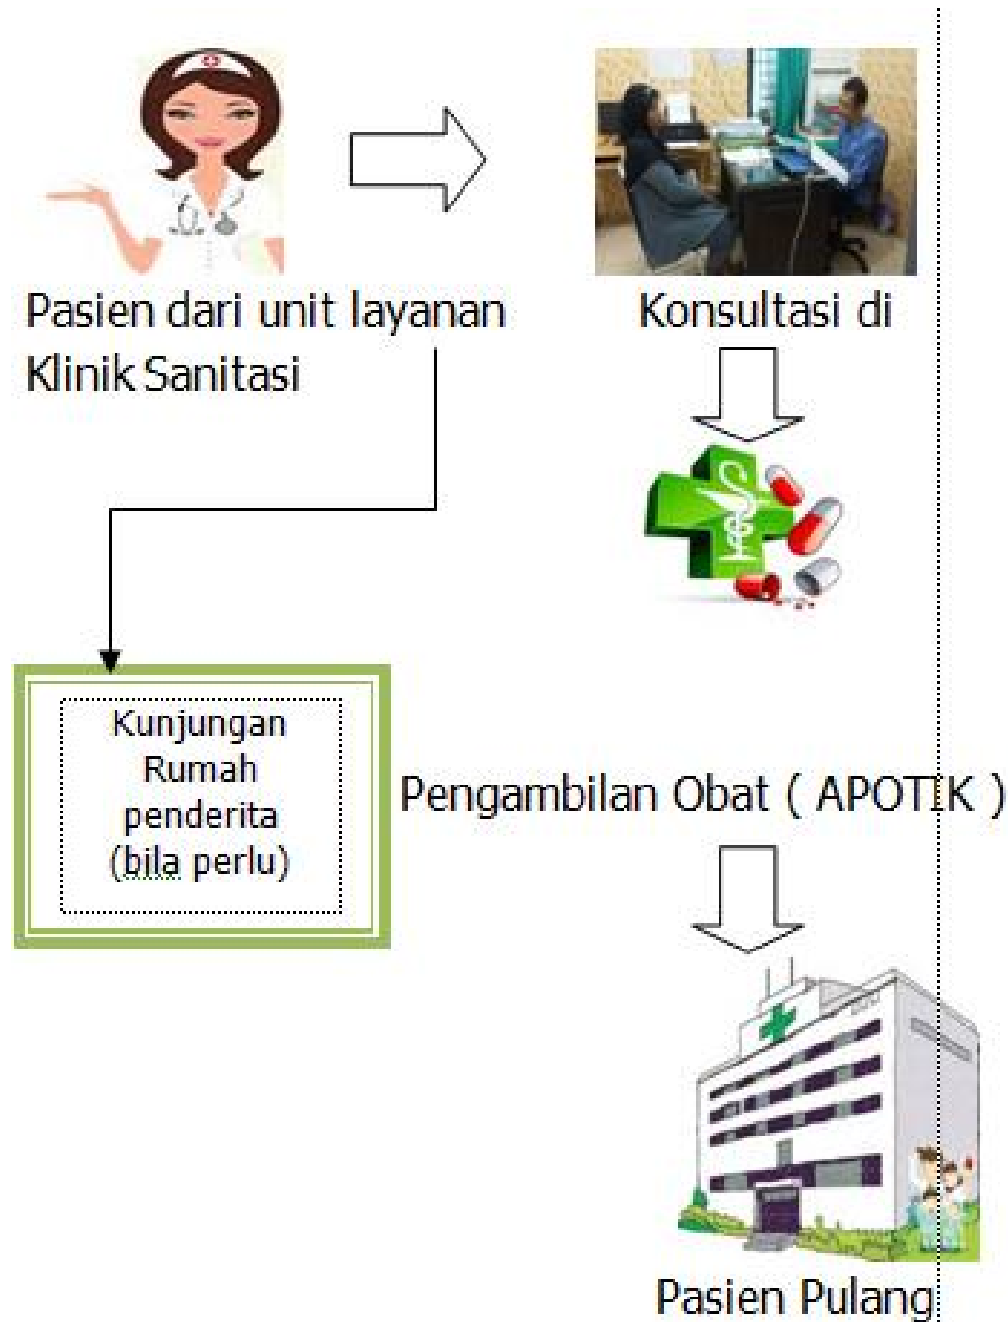 Pasien dari unit layanan
Klinik Sanitasi
Konsultasi di
Kunjungan
Rumah
penderita
(bila perlu)
Pengambilan Obat ( APOTIK )
Pasien Pulang